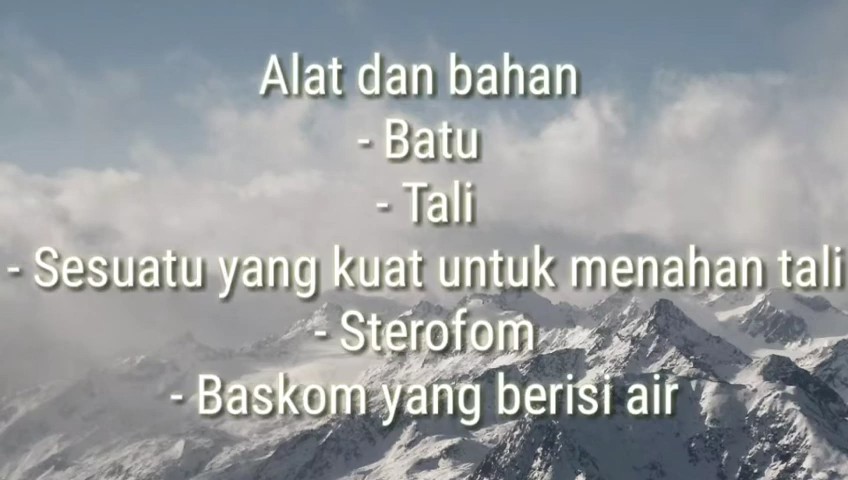 Alat dan bahan
- Batu
- Tali
- Sesuatu yang kuat untuk menahan tali
- Sterofom
- Baskom yang berisi air